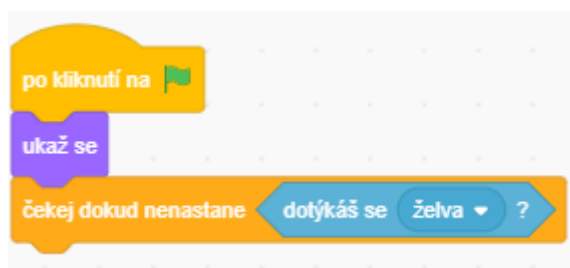 po kliknutí na
ukaž se
čekej dokud nenastane dotýkáš se želva ?